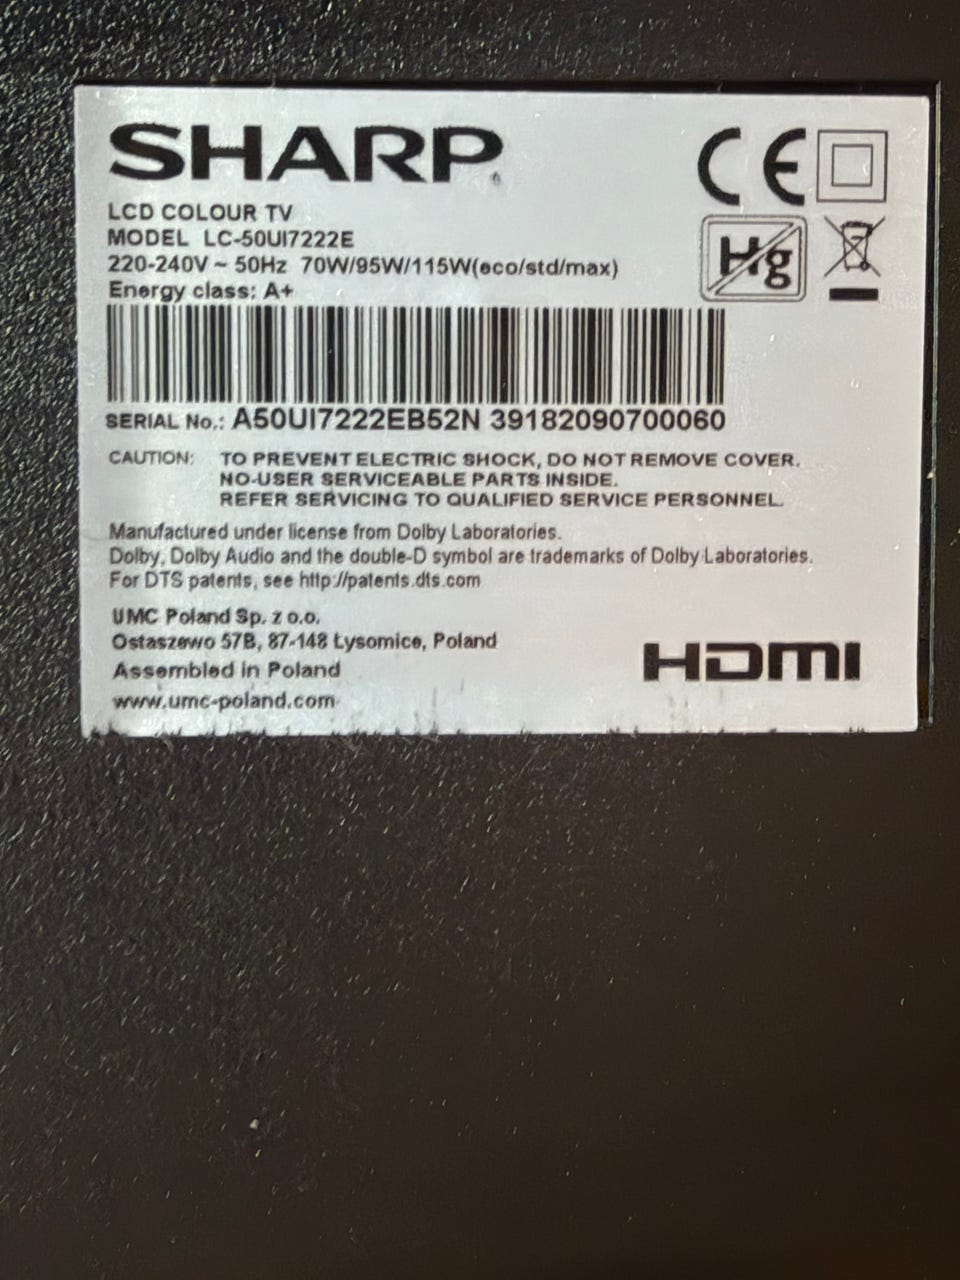 SHARP
LCD COLOUR TV
MODEL LC-50UI7222E
220-240V ~ 50Hz 70W/95W/115W(eco/std/max)
Energy class: A+
CE
Hg
SERIAL No.: A50UI7222EB52N 39182090700060
CAUTION: TO PREVENT ELECTRIC SHOCK, DO NOT REMOVE COVER.
NO-USER SERVICEABLE PARTS INSIDE.
REFER SERVICING TO QUALIFIED SERVICE PERSONNEL.
Manufactured under license from Dolby Laboratories.
Dolby, Dolby Audio and the double-D symbol are trademarks of Dolby Laboratories.
For DTS patents, see http://patents.dts.com
UMC Poland Sp. z o.o.
Ostaszewo 57B, 87-148 Łysomice, Poland
Assembled in Poland
www.umc-poland.com
HDMI